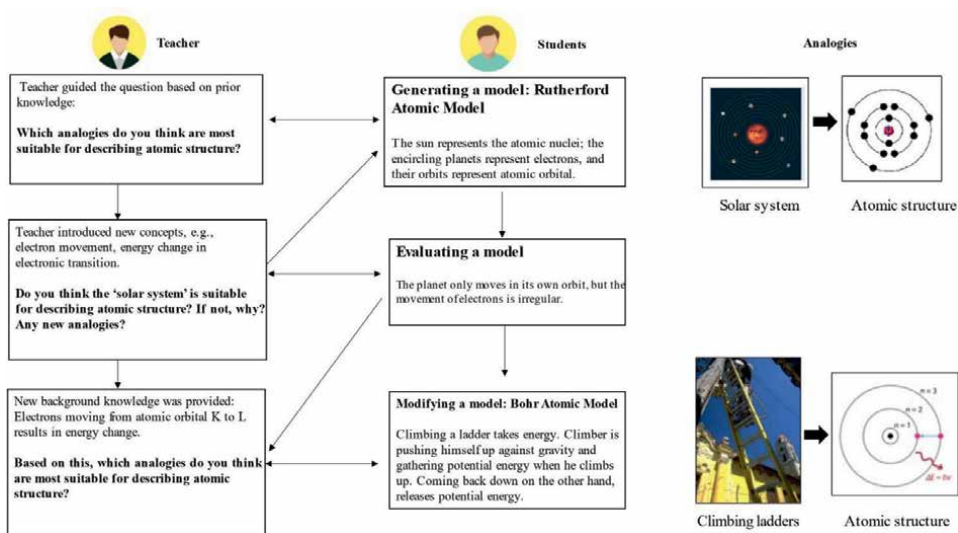 Teacher
Students
Analogies
Teacher guided the question based on prior
knowledge:
Which analogies do you think are most
suitable for describing atomic structure?
Generating a model: Rutherford
Atomic Model
The sun represents the atomic nuclei; the
encircling planets represent electrons, and
their orbits represent atomic orbital.
Solar system
Atomic structure
Teacher introduced new concepts, e.g.,
electron movement, energy change in
electronic transition.
Do you think the ‘solar system’ is suitable
for describing atomic structure? If not, why?
Any new analogies?
Evaluating a model
The planet only moves in its own orbit, but the
movement of electrons is irregular.
New background knowledge was provided:
Electrons moving from atomic orbital K to L
results in energy change.
Based on this, which analogies do you think
are most suitable for describing atomic
structure?
Modifying a model: Bohr Atomic Model
Climbing a ladder takes energy. Climber is
pushing himself up against gravity and
gathering potential energy when he climbs
up. Coming back down on the other hand,
releases potential energy.
n = 3
n = 2
n = 1
ΔE = hv
Climbing ladders
Atomic structure